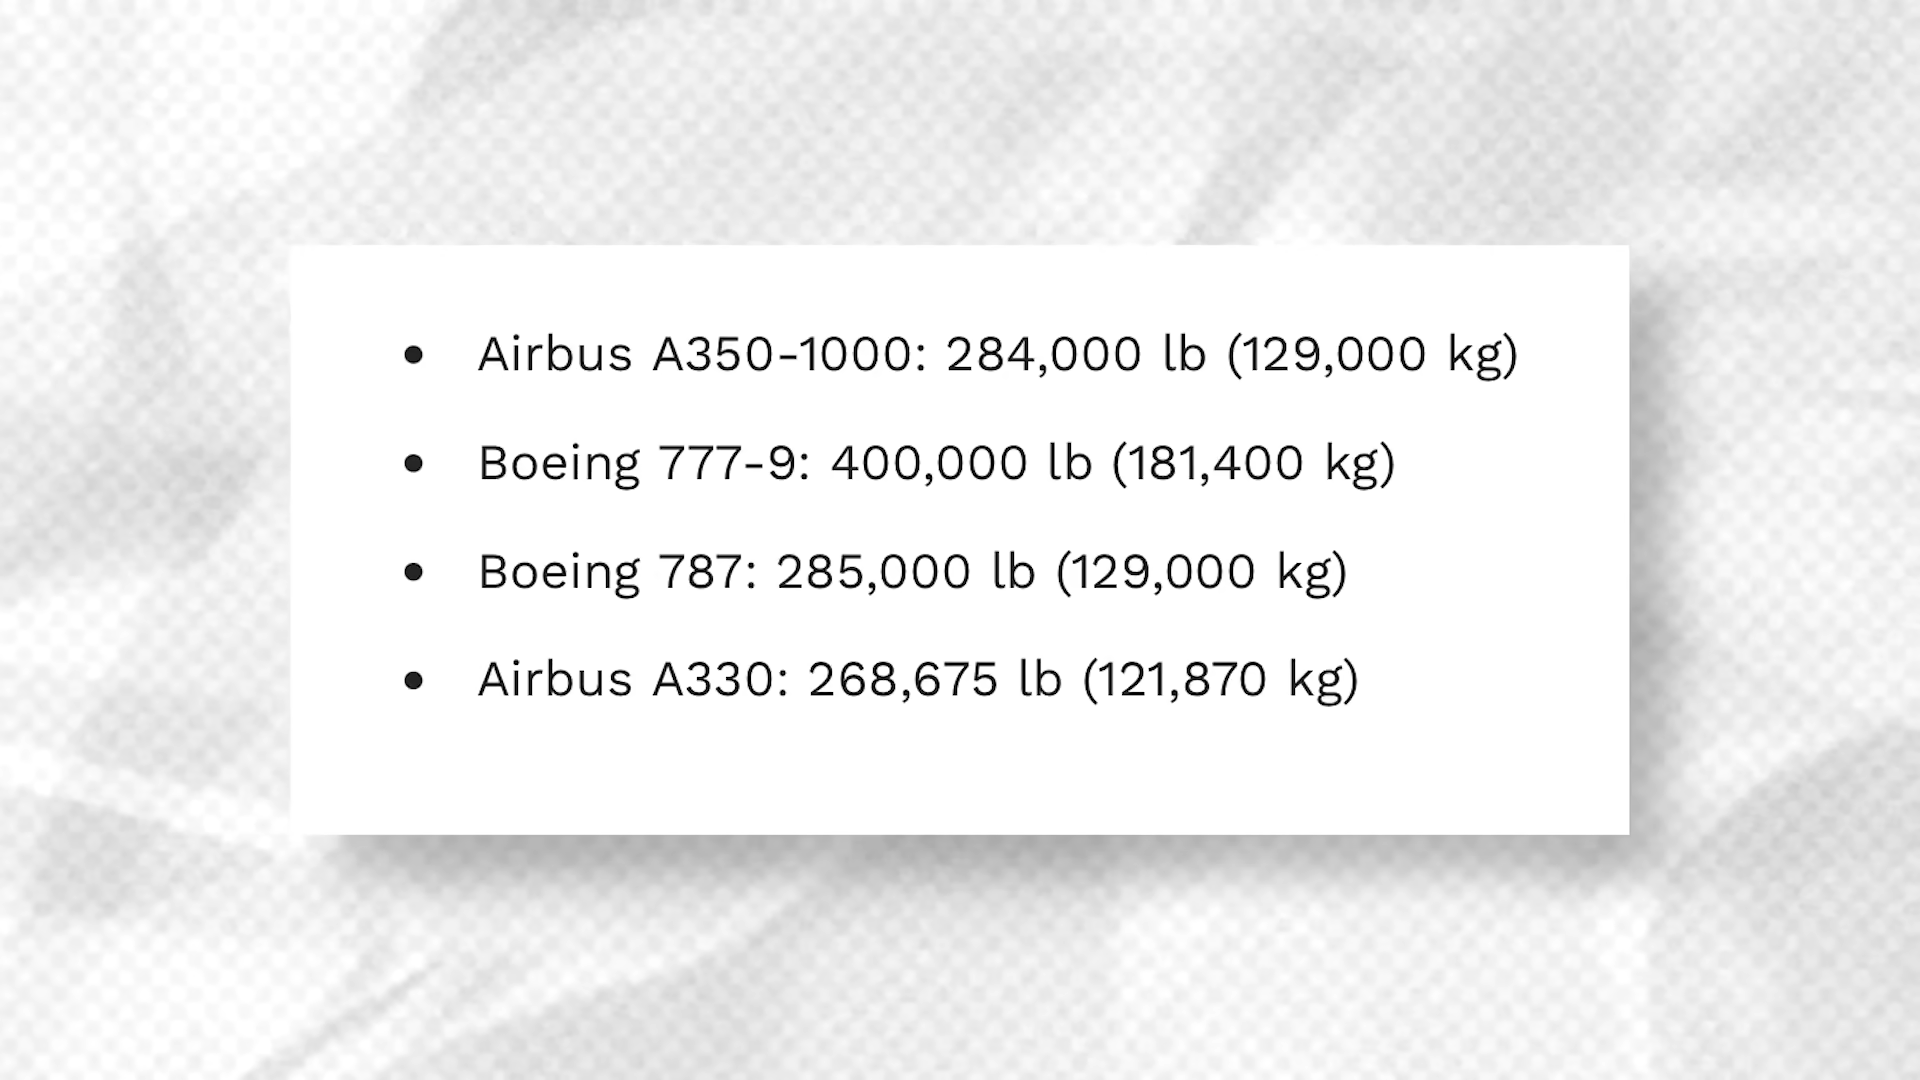 • Airbus A350-1000: 284,000 lb (129,000 kg)
• Boeing 777-9: 400,000 lb (181,400 kg)
• Boeing 787: 285,000 lb (129,000 kg)
• Airbus A330: 268,675 lb (121,870 kg)